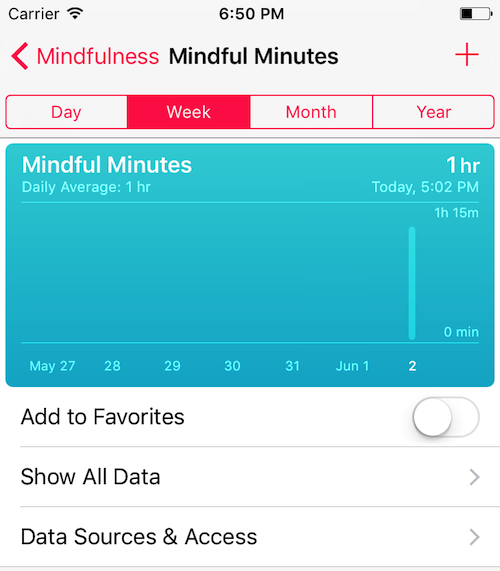 Carrier 6:50 PM
Mindfulness Mindful Minutes +
Day Week Month Year
Mindful Minutes 1 hr
Daily Average: 1 hr Today, 5:02 PM
1h 15m
0 min
May 27 28 29 30 31 Jun 1 2
Add to Favorites
Show All Data
Data Sources & Access